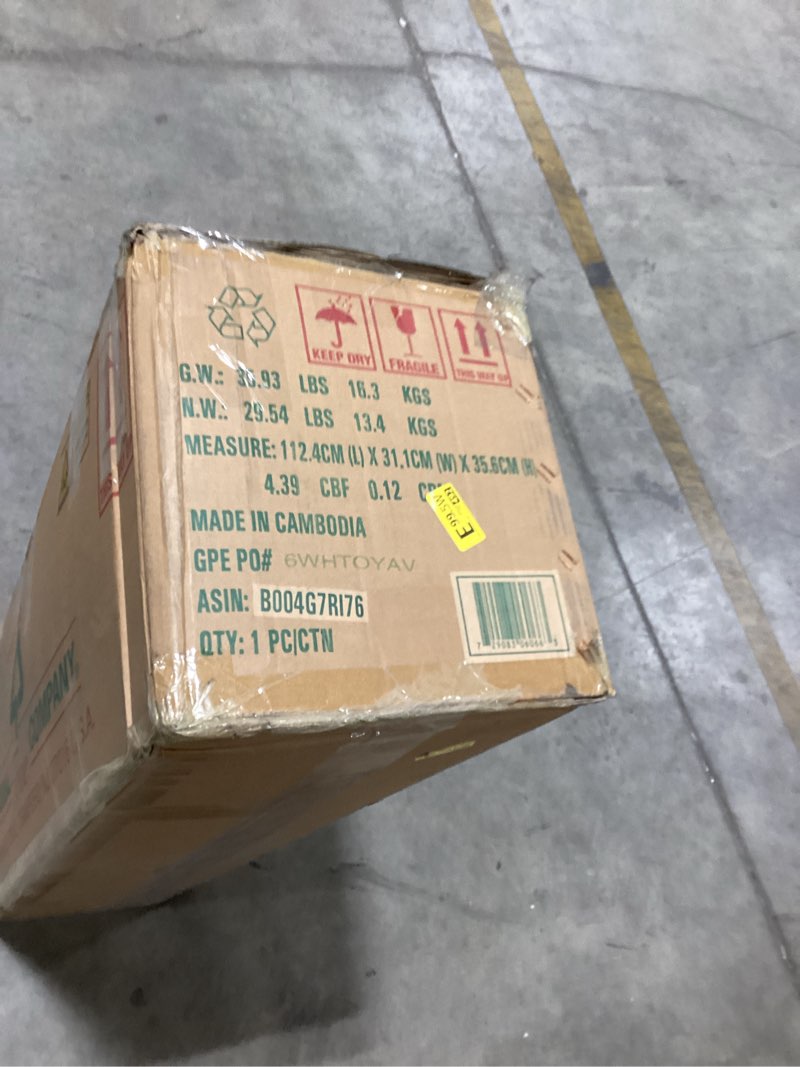 KEEP DRY
FRAGILE
THIS WAY UP
G.W.: .93 LBS 16.3 KGS
N.W.: 29.54 LBS 13.4 KGS
MEASURE: 112.4CM (L) X 31.1CM (W) X 35.6CM (H)
4.39 CBF 0.12
MADE IN CAMBODIA
GPE PO# 6WHTOYAV
ASIN: B004G7RI76
QTY: 1 PC/CTN
COMPANY